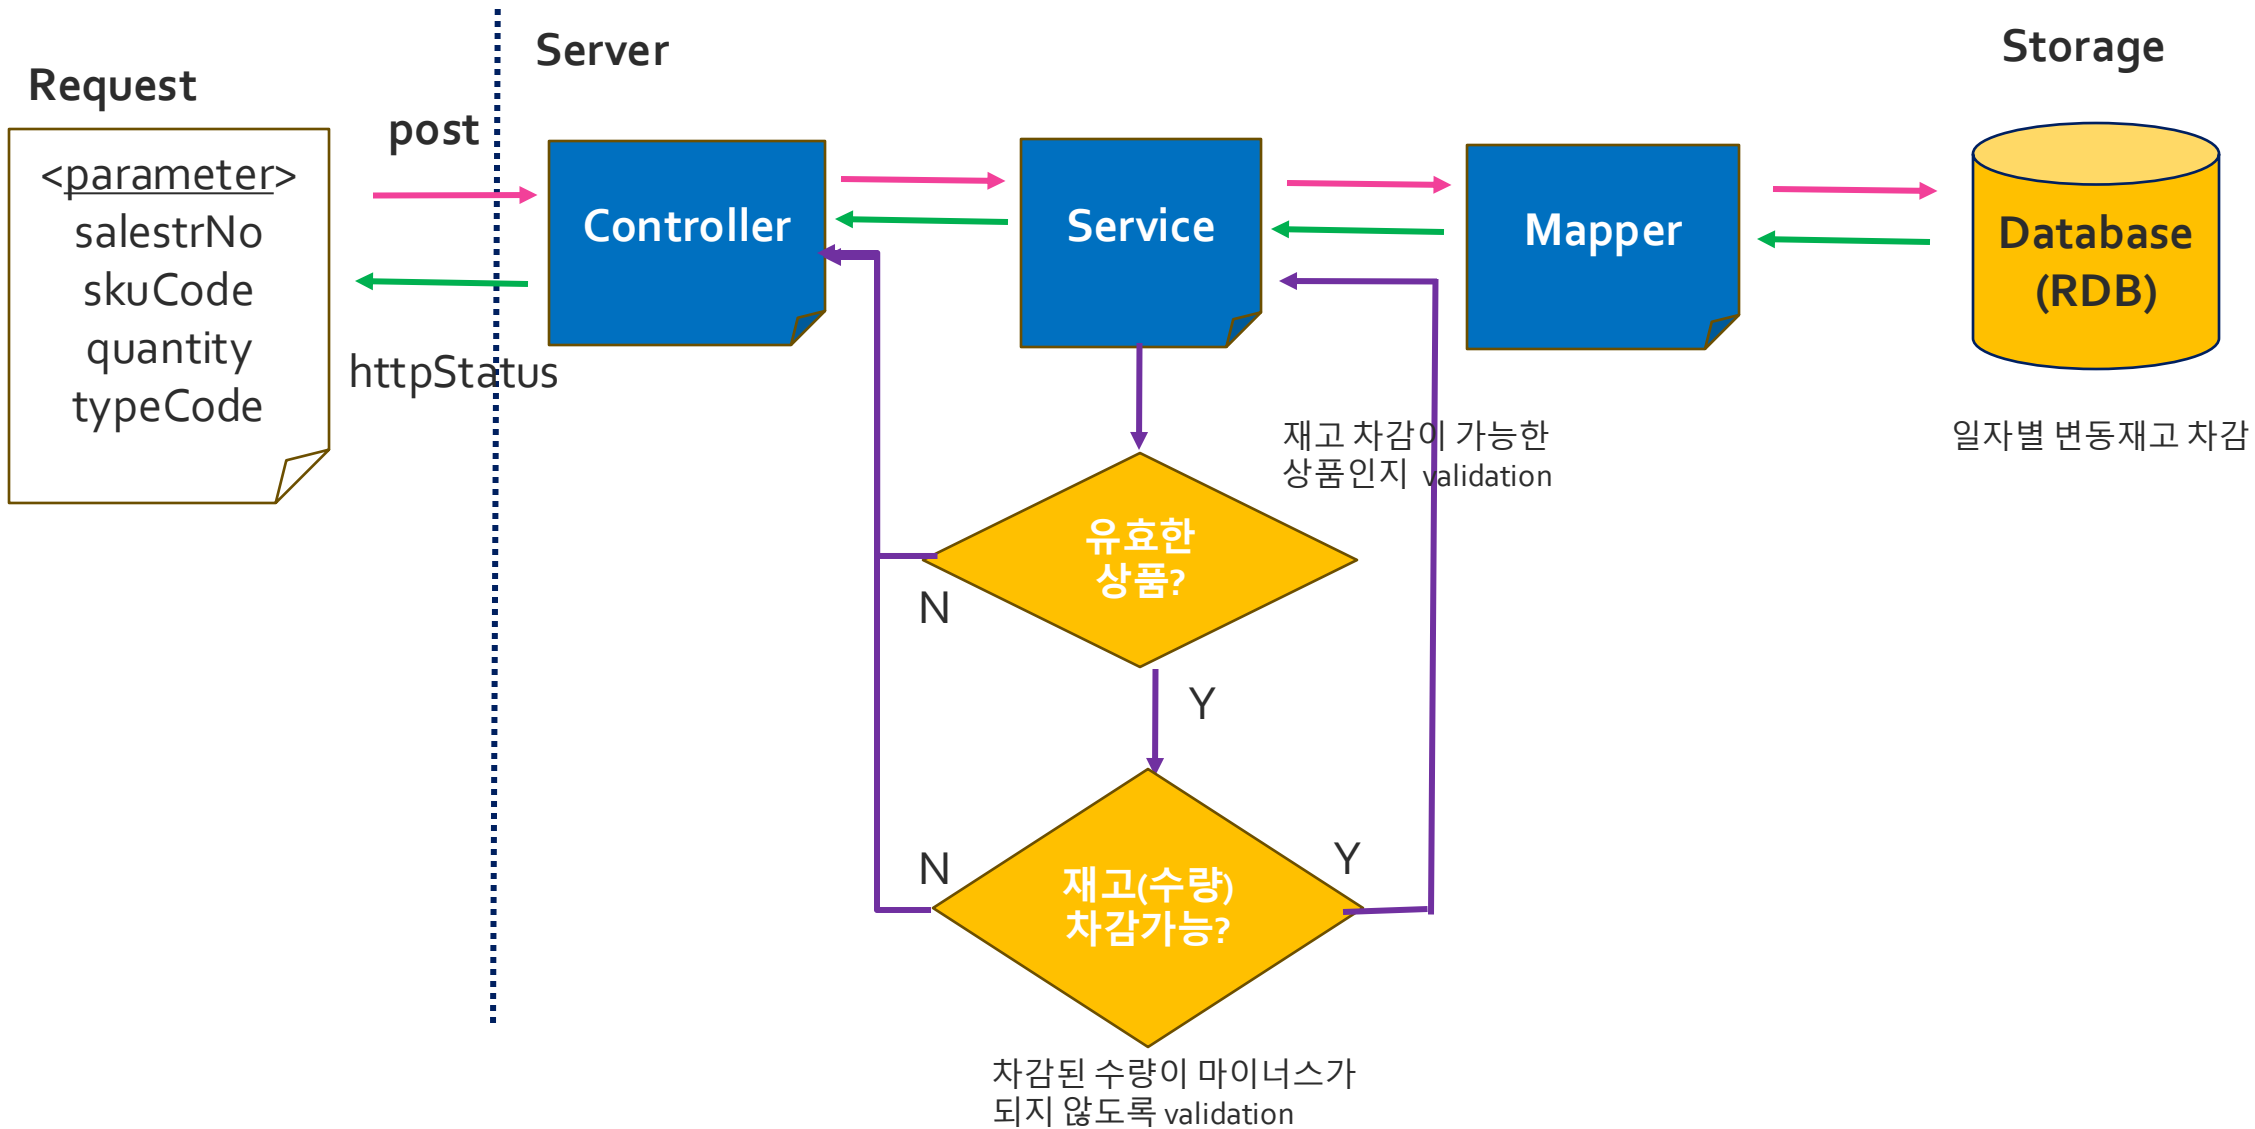 Request
<parameter>
salestrNo
skuCode
quantity
typeCode
post
httpStatus
Server
Controller
Service
Mapper
Storage
Database
(RDB)
일자별 변동재고 차감
재고 차감이 가능한
상품인지 validation
유효한
상품?
N
Y
재고(수량)
차감가능?
N
Y
차감된 수량이 마이너스가
되지 않도록 validation